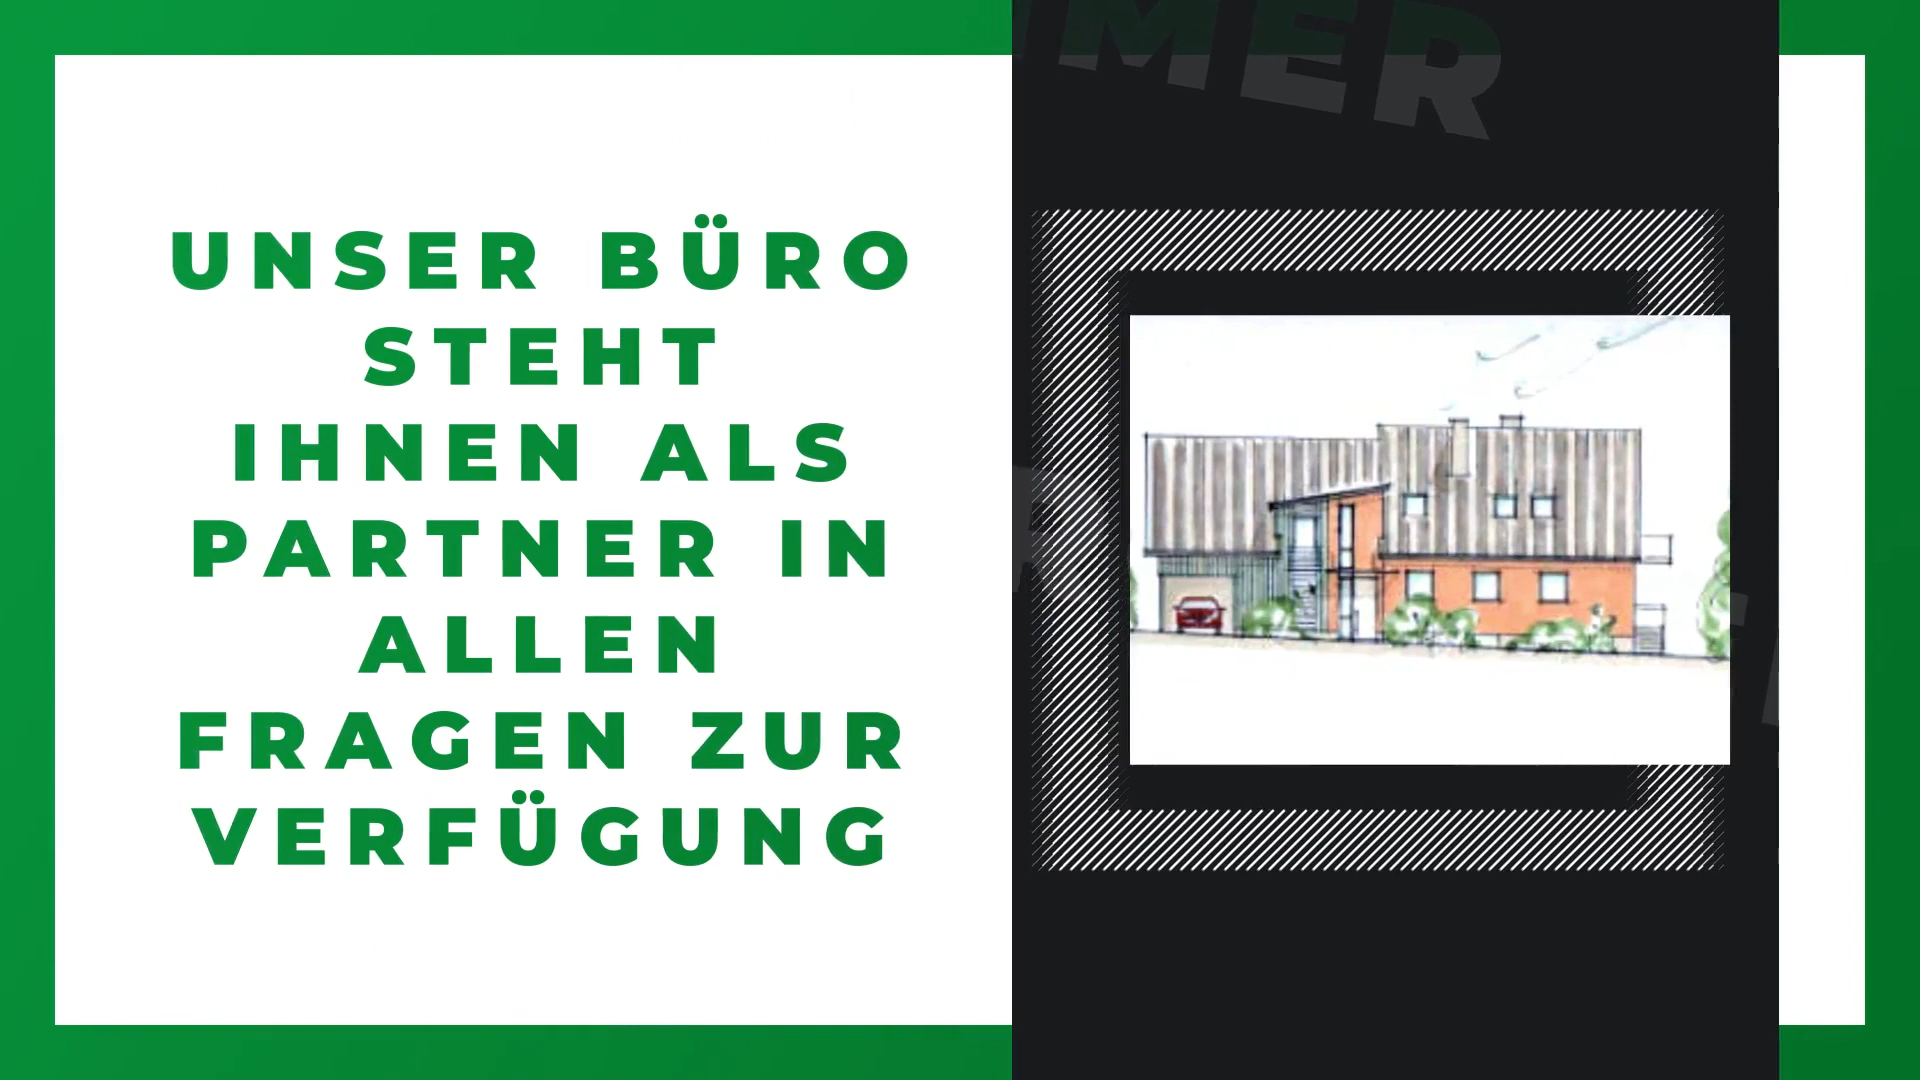 UNSER BÜRO
STEHT
IHNEN ALS
PARTNER IN
ALLEN
FRAGEN ZUR
VERFÜGUNG